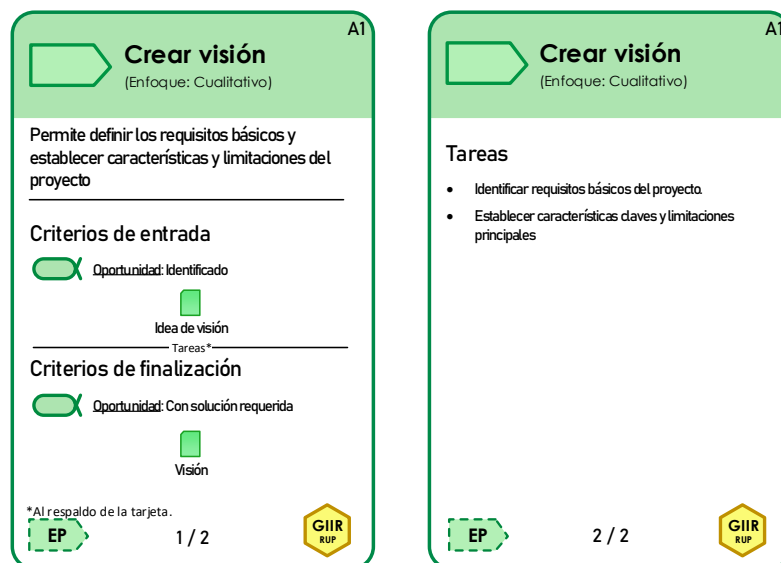 A1
Crear visión
(Enfoque: Cualitativo)
Permite definir los requisitos básicos y
establecer características y limitaciones del
proyecto
Criterios de entrada
Oportunidad: Identificado
Idea de visión
Tareas*
Criterios de finalización
Oportunidad: Con solución requerida
Visión
*Al respaldo de la tarjeta.
EP
1 / 2
GIIR
RUP
A1
Crear visión
(Enfoque: Cualitativo)
Tareas
• Identificar requisitos básicos del proyecto.
• Establecer características claves y limitaciones
principales
EP
2 / 2
GIIR
RUP